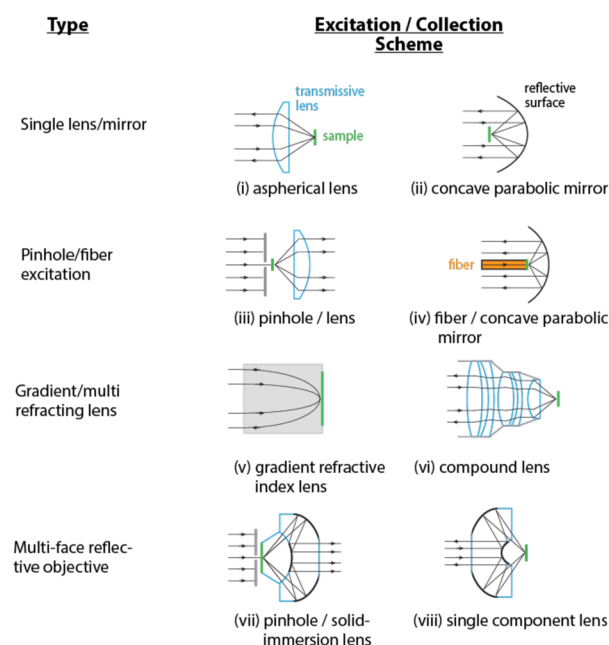 Type
Excitation / Collection
Scheme
Single lens/mirror
transmissive
lens
sample
reflective
surface
(i) aspherical lens
(ii) concave parabolic mirror
Pinhole/fiber
excitation
fiber
(iii) pinhole / lens
(iv) fiber / concave parabolic
mirror
Gradient/multi
refracting lens
(v) gradient refractive
index lens
(vi) compound lens
Multi-face reflec-
tive objective
(vii) pinhole / solid-
immersion lens
(viii) single component lens